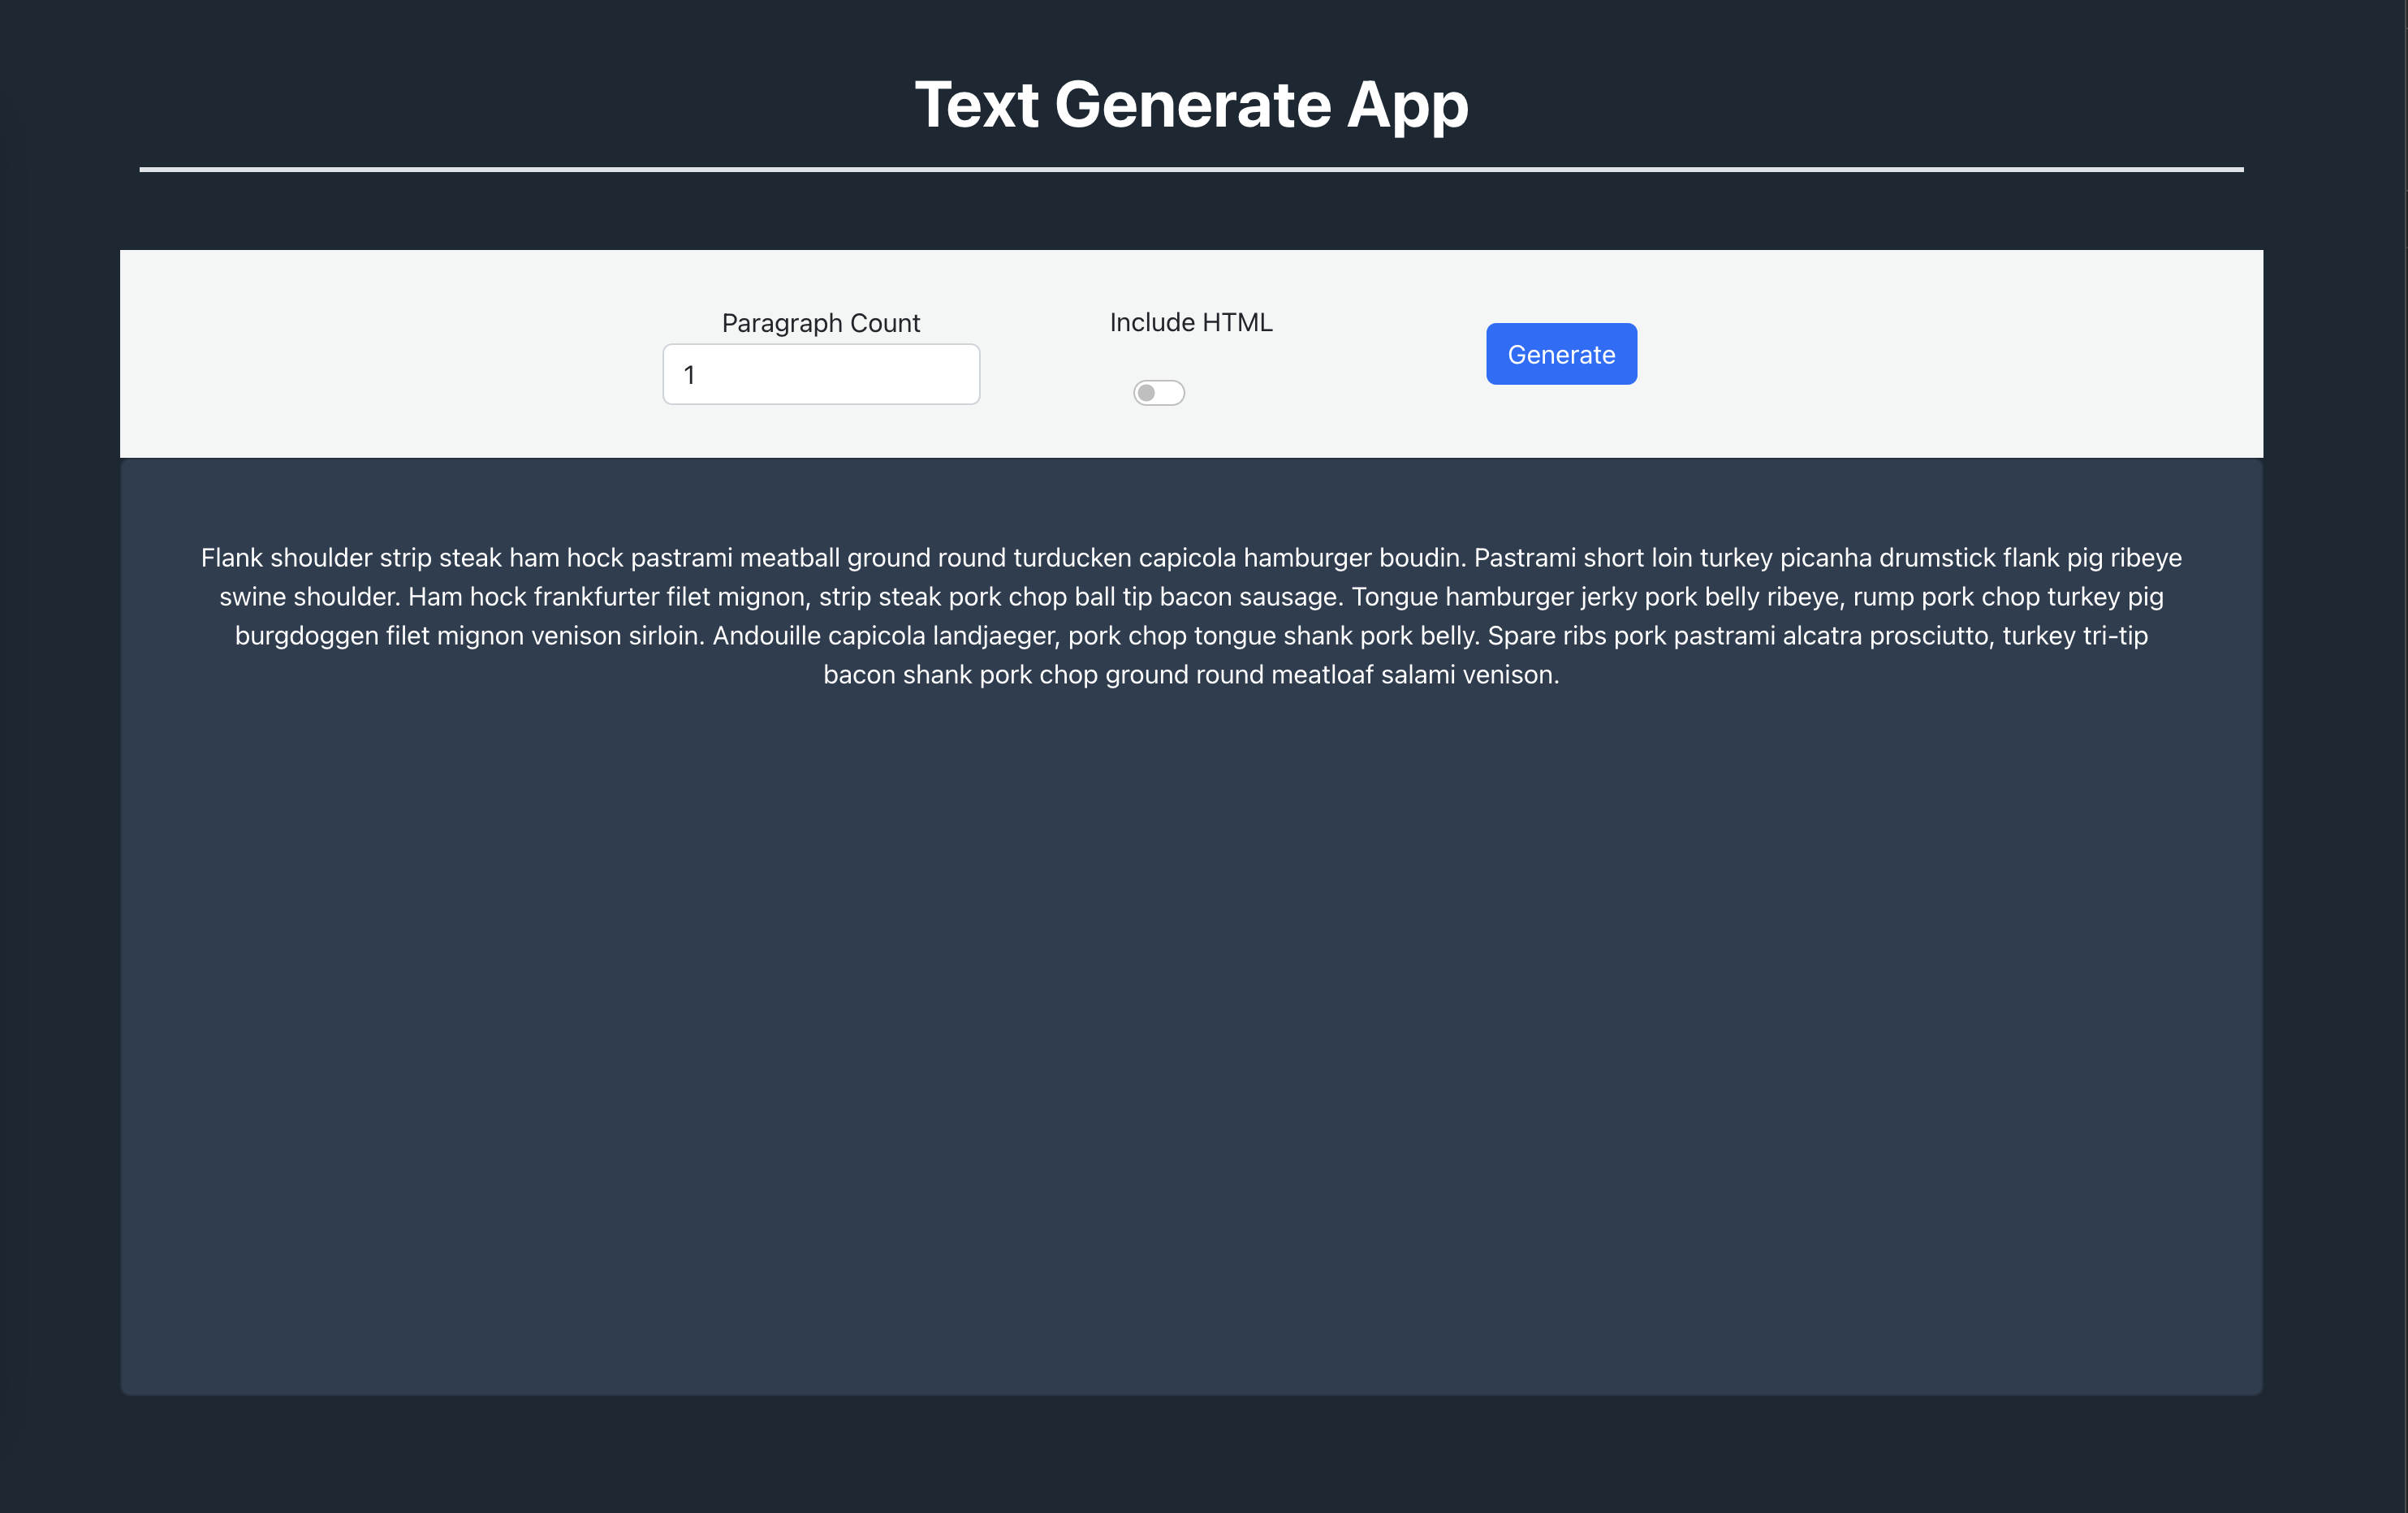 Text Generate App
Paragraph Count
Include HTML
1
Generate
Flank shoulder strip steak ham hock pastrami meatball ground round turducken capicola hamburger boudin. Pastrami short loin turkey picanha drumstick flank pig ribeye
swine shoulder. Ham hock frankfurter filet mignon, strip steak pork chop ball tip bacon sausage. Tongue hamburger jerky pork belly ribeye, rump pork chop turkey pig
burgdoggen filet mignon venison sirloin. Andouille capicola landjaeger, pork chop tongue shank pork belly. Spare ribs pork pastrami alcatra prosciutto, turkey tri-tip
bacon shank pork chop ground round meatloaf salami venison.